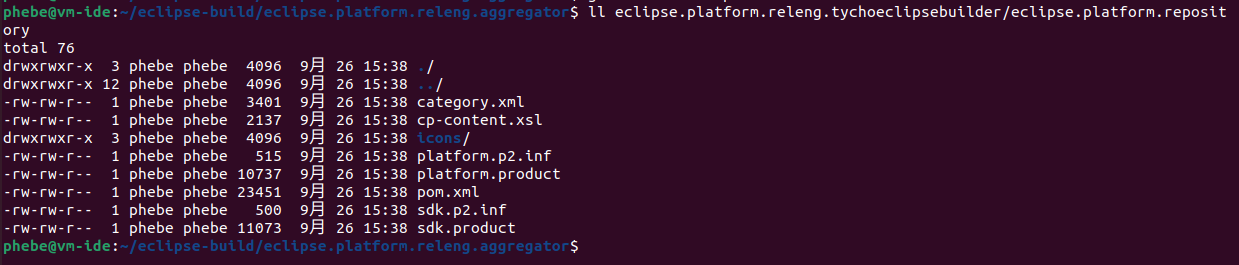 phebe@vm-ide:~/eclipse-build/eclipse.platform.releng.aggregator$ ll eclipse.platform.releng.tychoeclipsebuilder/eclipse.platform.reposit
ory
total 76
drwxrwxr-x  3 phebe phebe  4096  9月 26 15:38 ./
drwxrwxr-x 12 phebe phebe  4096  9月 26 15:38 ../
-rw-rw-r--  1 phebe phebe  3401  9月 26 15:38 category.xml
-rw-rw-r--  1 phebe phebe  2137  9月 26 15:38 cp-content.xsl
drwxrwxr-x  3 phebe phebe  4096  9月 26 15:38 icons/
-rw-rw-r--  1 phebe phebe   515  9月 26 15:38 platform.p2.inf
-rw-rw-r--  1 phebe phebe 10737  9月 26 15:38 platform.product
-rw-rw-r--  1 phebe phebe 23451  9月 26 15:38 pom.xml
-rw-rw-r--  1 phebe phebe   500  9月 26 15:38 sdk.p2.inf
-rw-rw-r--  1 phebe phebe 11073  9月 26 15:38 sdk.product
phebe@vm-ide:~/eclipse-build/eclipse.platform.releng.aggregator$